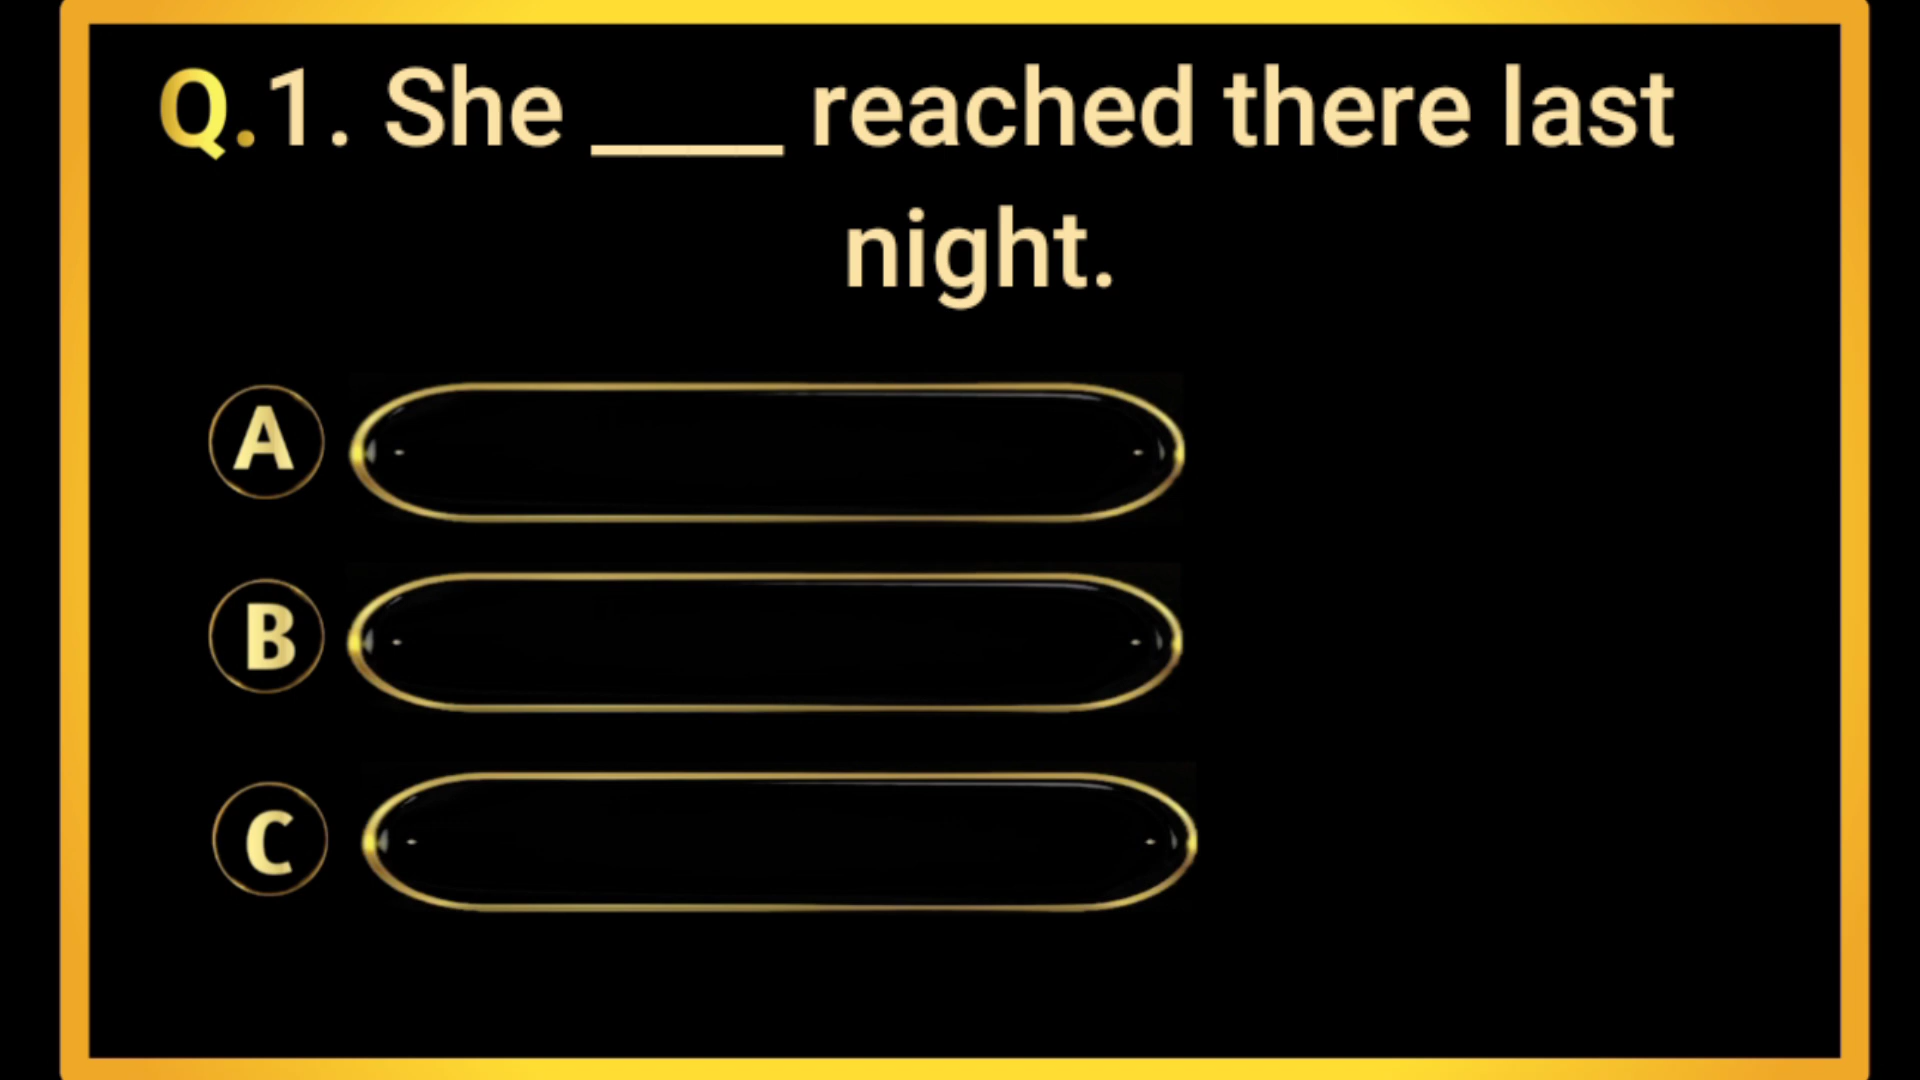 Q.1. She ____ reached there last
night.
A
B
C